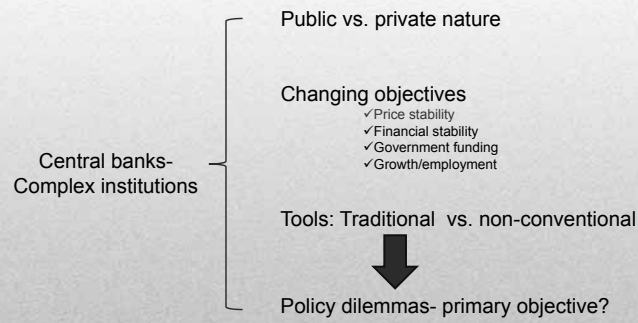 Public vs. private nature
Changing objectives
✓Price stability
✓Financial stability
✓Government funding
✓Growth/employment
Central banks-
Complex institutions
Tools: Traditional vs. non-conventional
Policy dilemmas- primary objective?